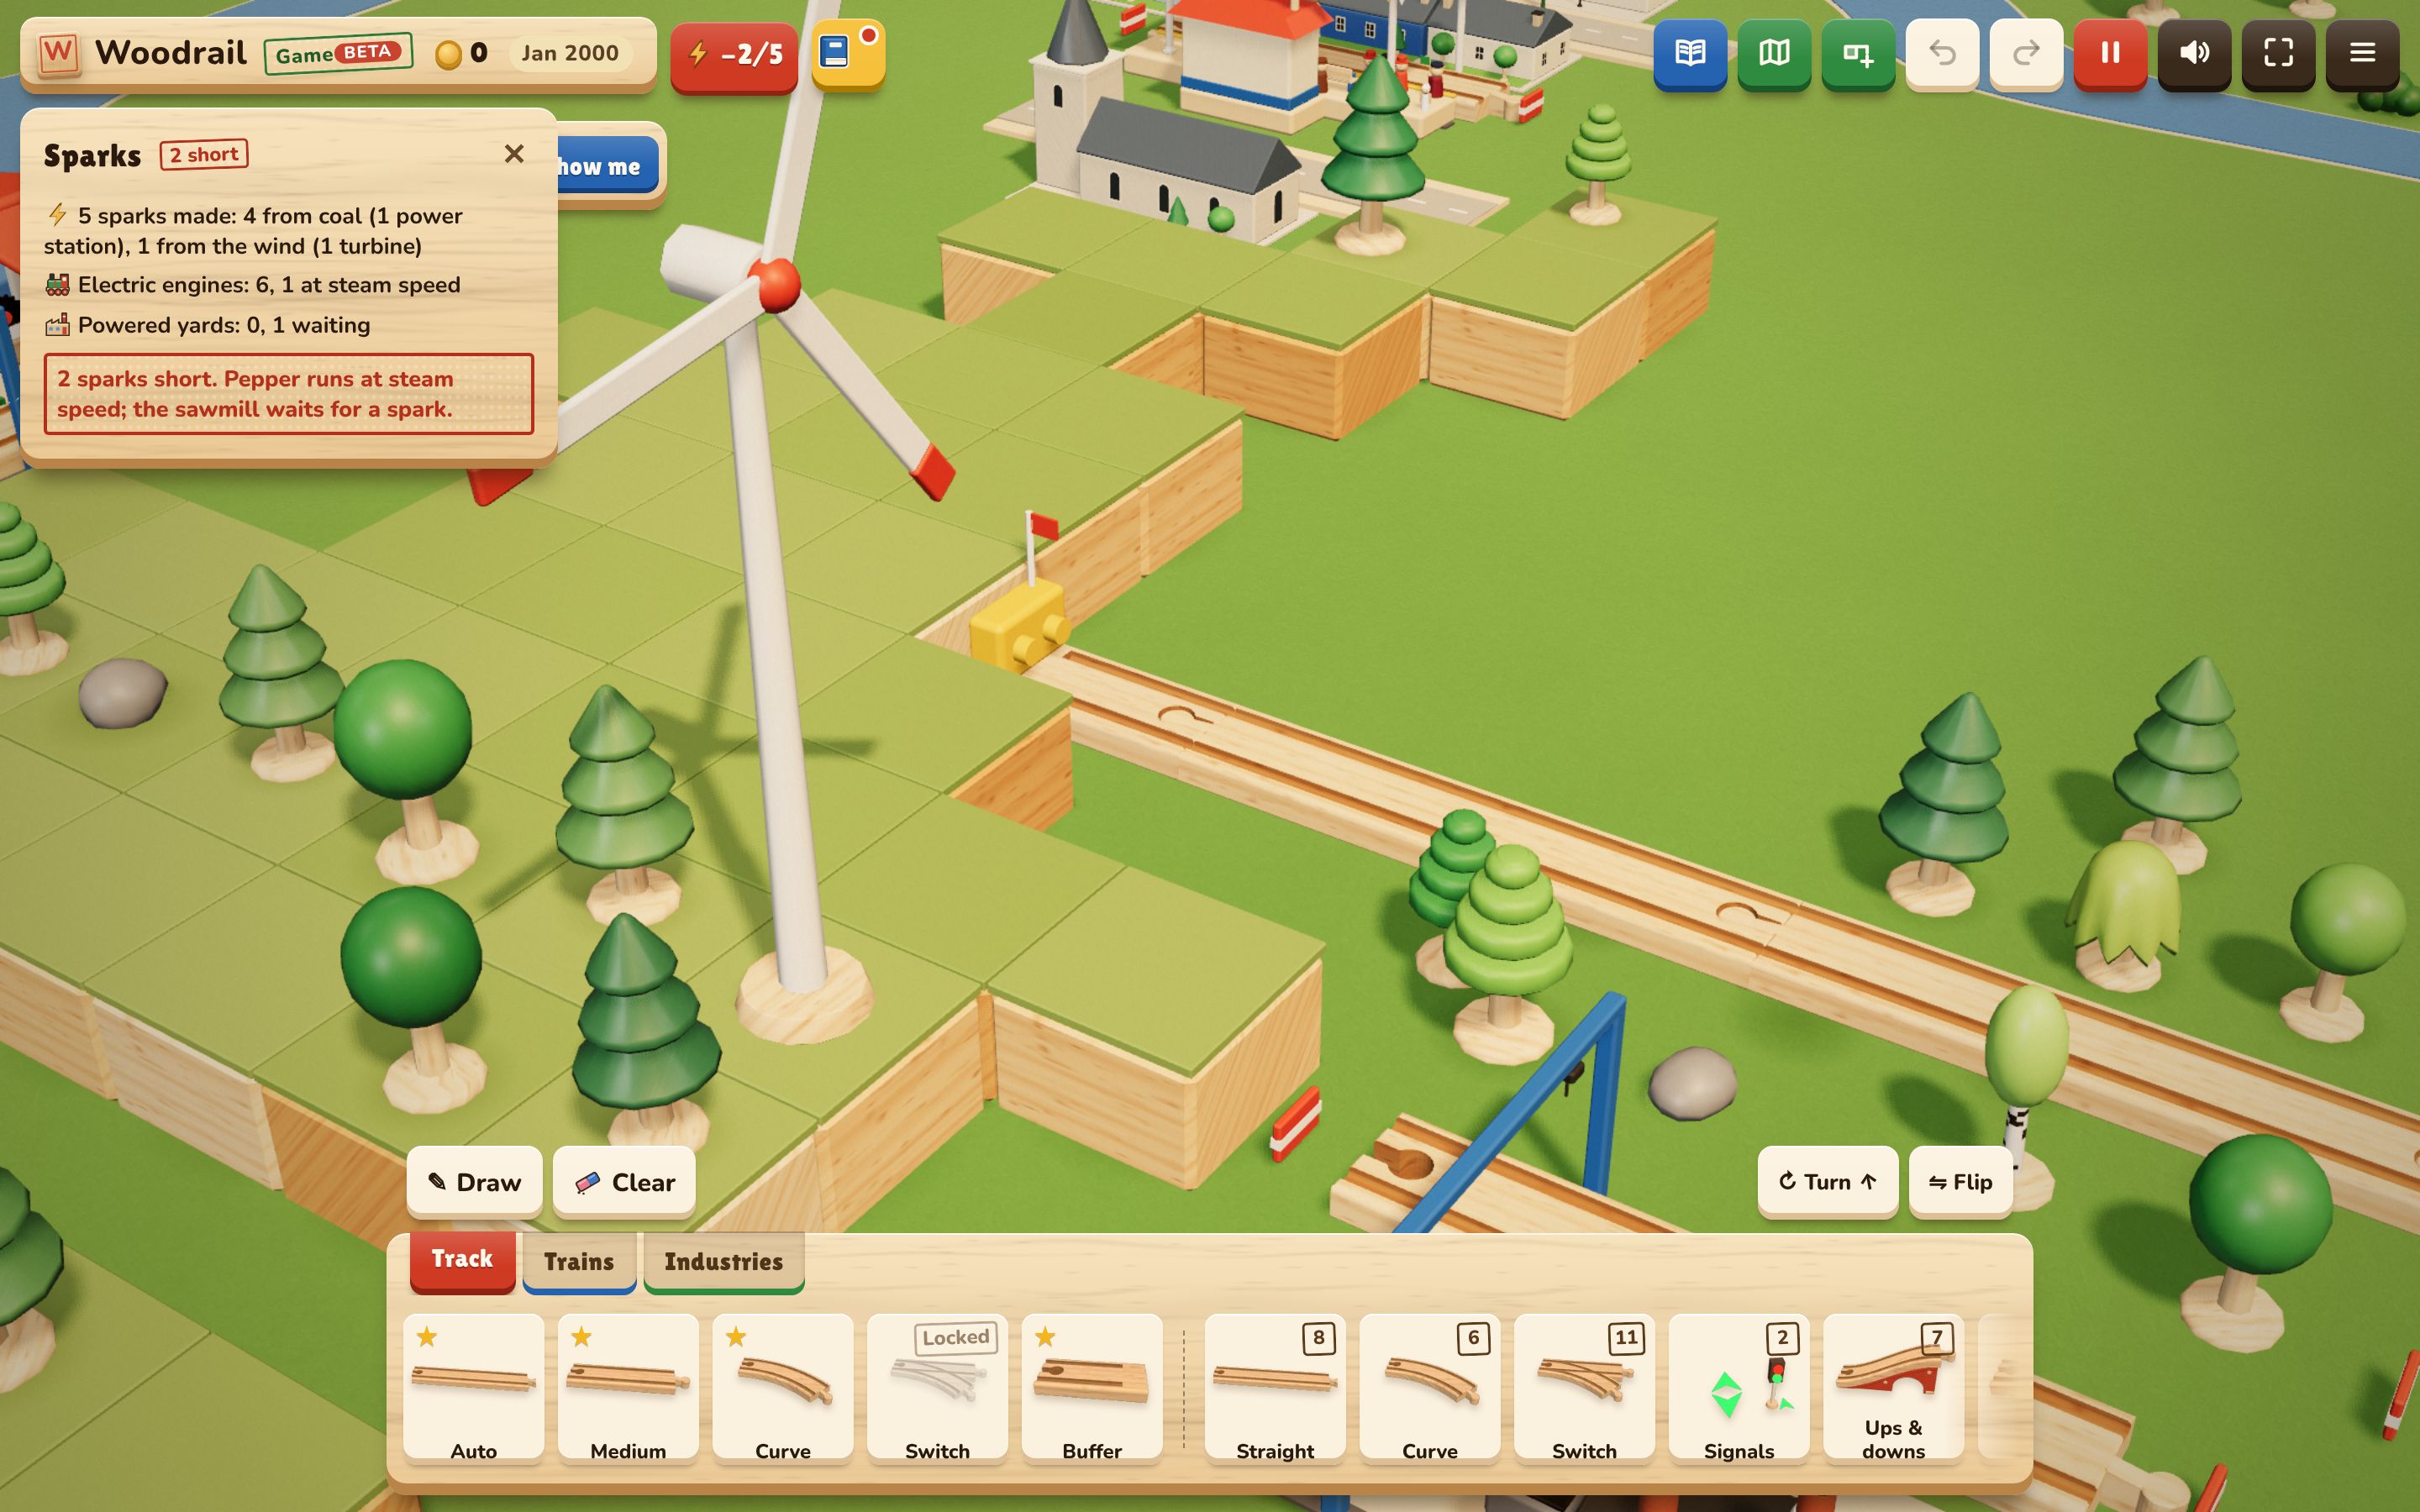 W Woodrail Game BETA 0 Jan 2000 -2/5
Sparks 2 short
how me
5 sparks made: 4 from coal (1 power
station), 1 from the wind (1 turbine)
Electric engines: 6, 1 at steam speed
Powered yards: 0, 1 waiting
2 sparks short. Pepper runs at steam
speed; the sawmill waits for a spark.
Draw Clear
Turn Flip
Track Trains Industries
Locked 8 6 11 2 7
Auto Medium Curve Switch Buffer Straight Curve Switch Signals Ups &
downs